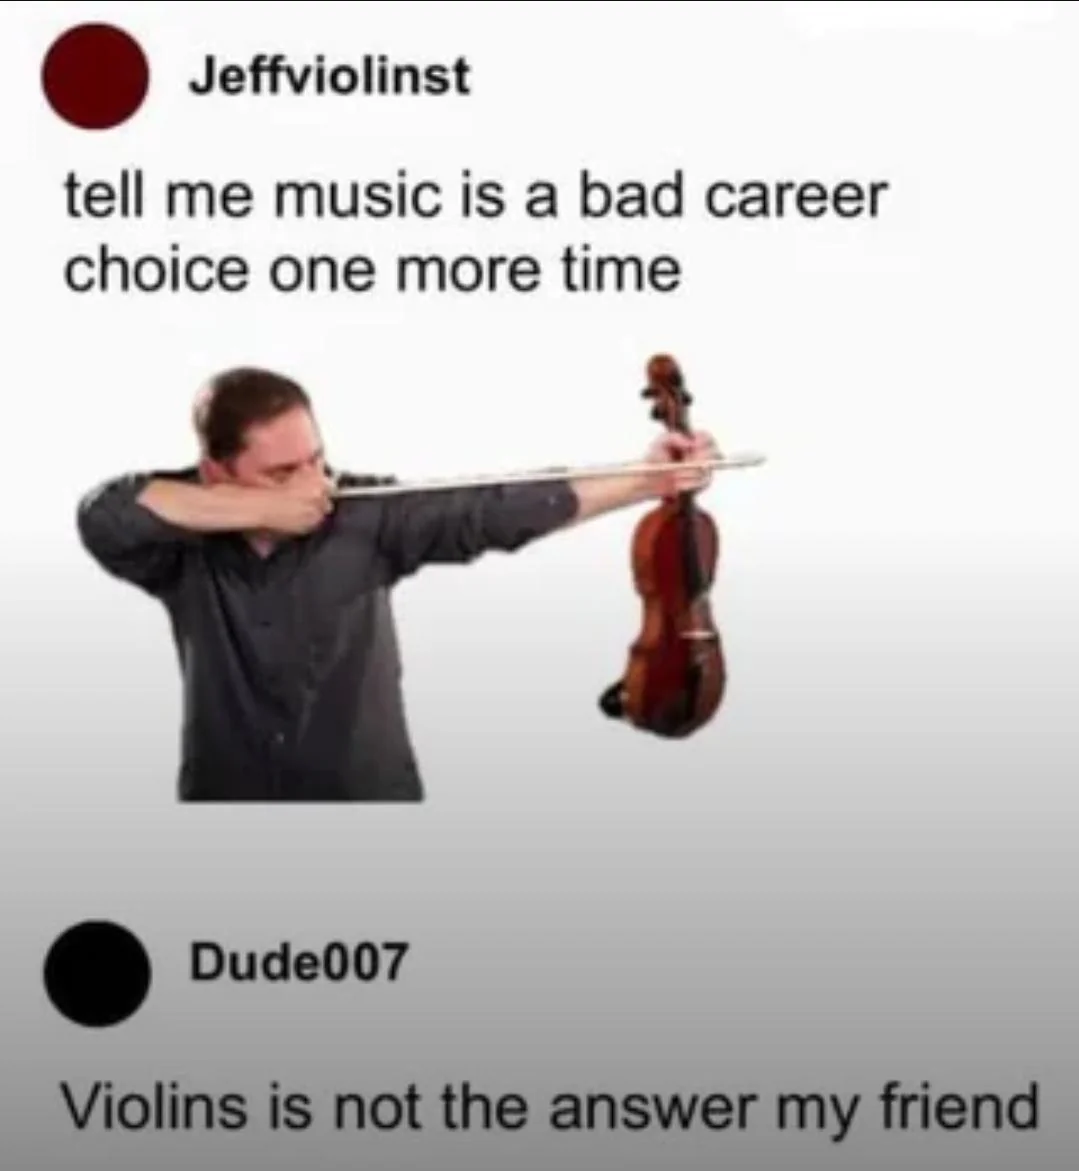 Jeffviolinst
tell me music is a bad career
choice one more time
Dude007
Violins is not the answer my friend